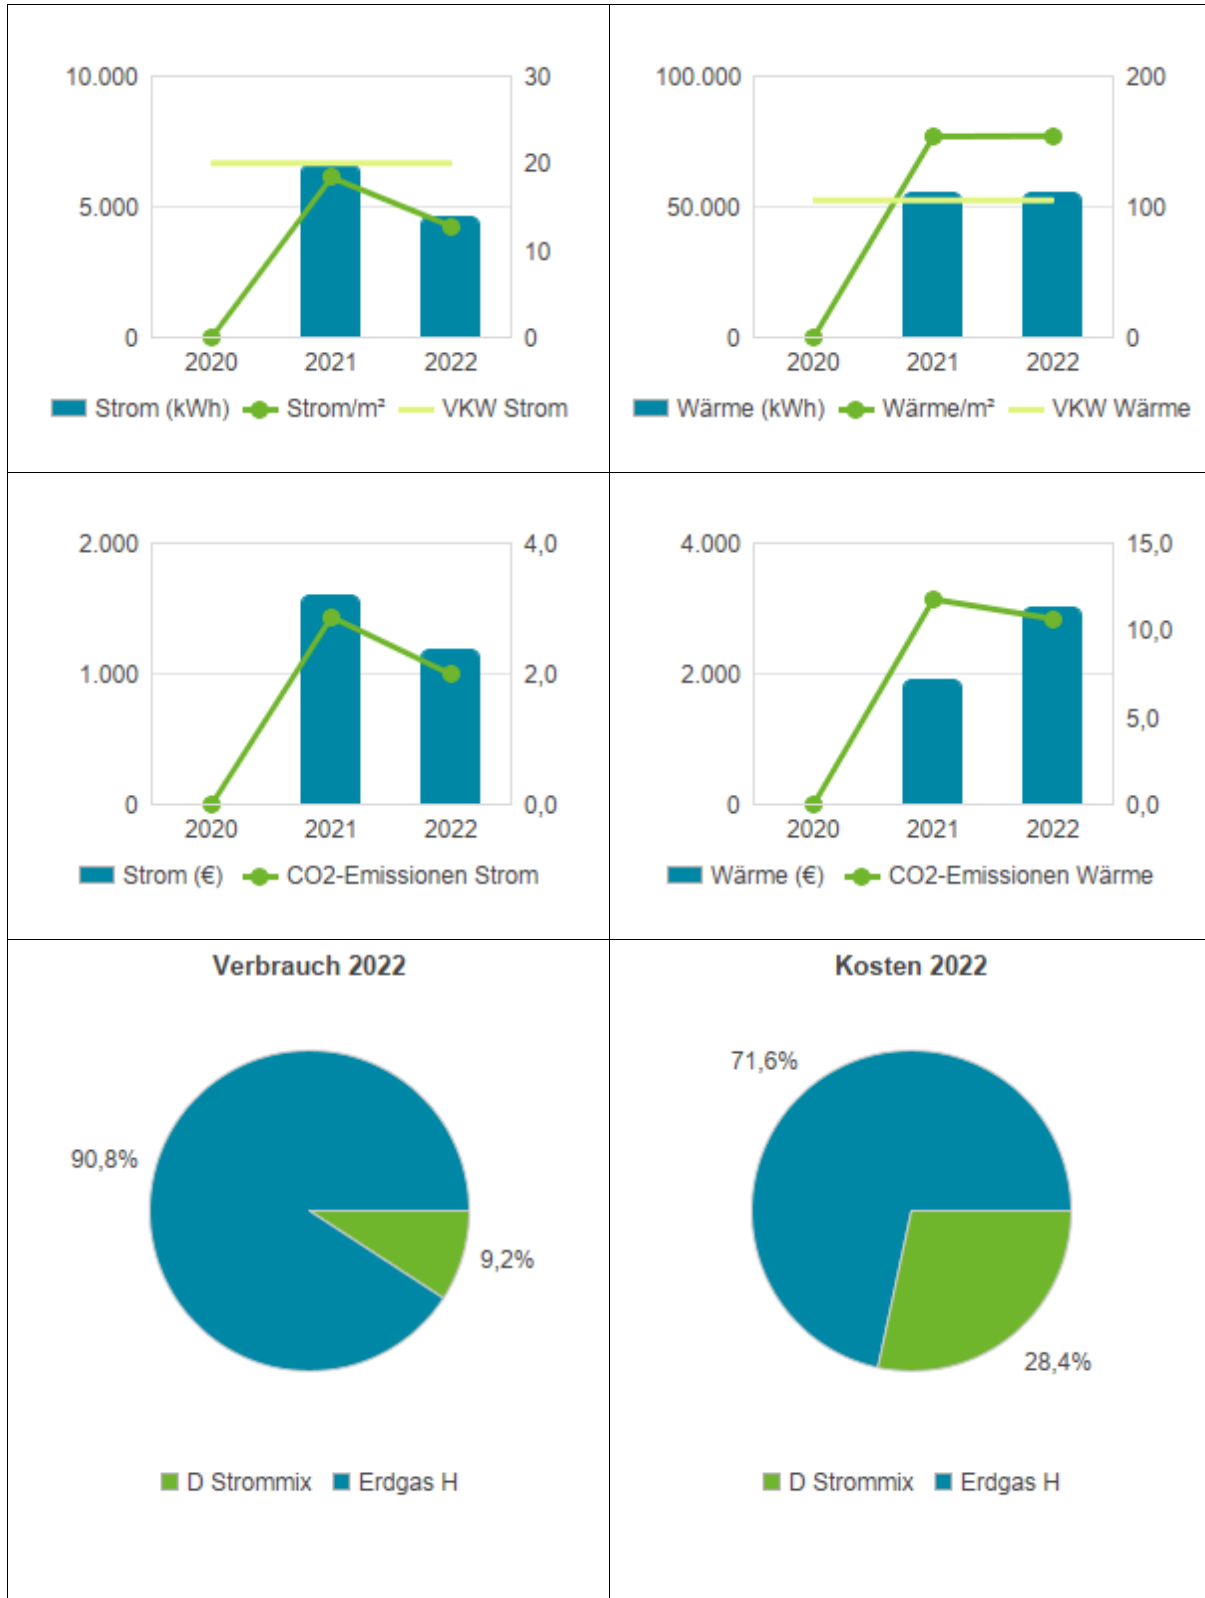 10.000
30
20
5.000
10
0
0
2020 2021 2022
Strom (kWh) Strom/m² VKW Strom
100.000
200
50.000
100
0
0
2020 2021 2022
Wärme (kWh) Wärme/m² VKW Wärme
2.000
4,0
1.000
2,0
0
0,0
2020 2021 2022
Strom (€) CO2-Emissionen Strom
4.000
15,0
10,0
2.000
5,0
0
0,0
2020 2021 2022
Wärme (€) CO2-Emissionen Wärme
Verbrauch 2022
90,8%
9,2%
D Strommix Erdgas H
Kosten 2022
71,6%
28,4%
D Strommix Erdgas H